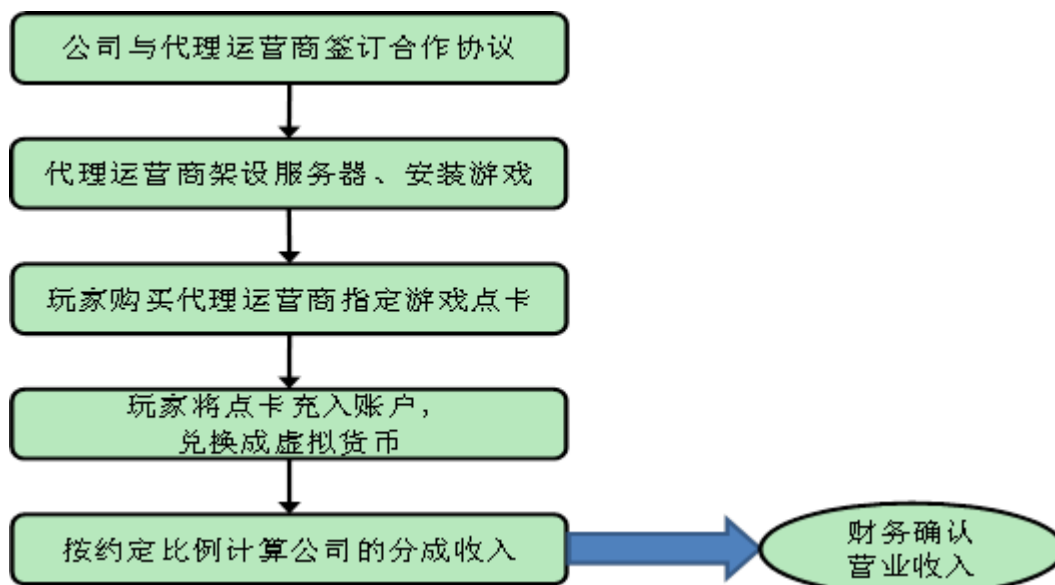 公司与代理运营商签订合作协议
代理运营商架设服务器、安装游戏
玩家购买代理运营商指定游戏点卡
玩家将点卡充入账户，
兑换成虚拟货币
按约定比例计算公司的分成收入
财务确认
营业收入